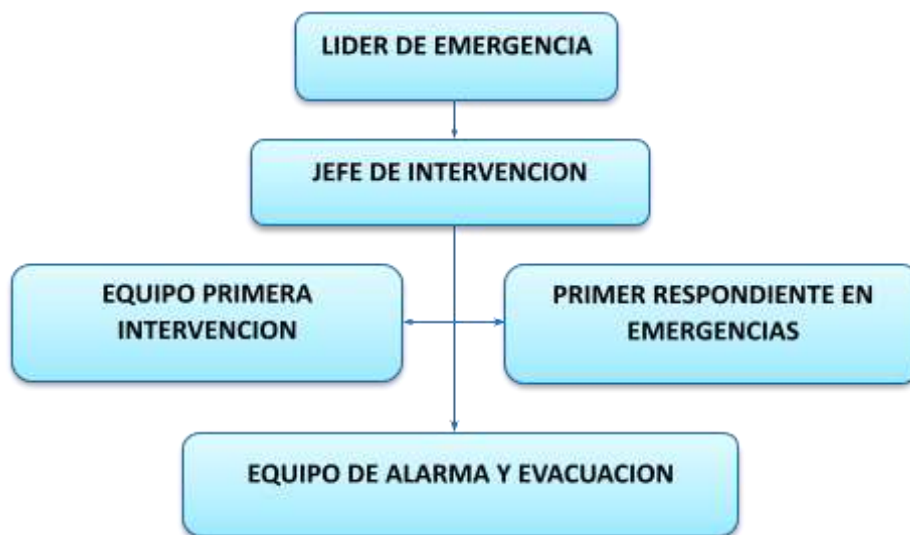 LIDER DE EMERGENCIA
JEFE DE INTERVENCION
EQUIPO PRIMERA
INTERVENCION
PRIMER RESPONDIENTE EN
EMERGENCIAS
EQUIPO DE ALARMA Y EVACUACION